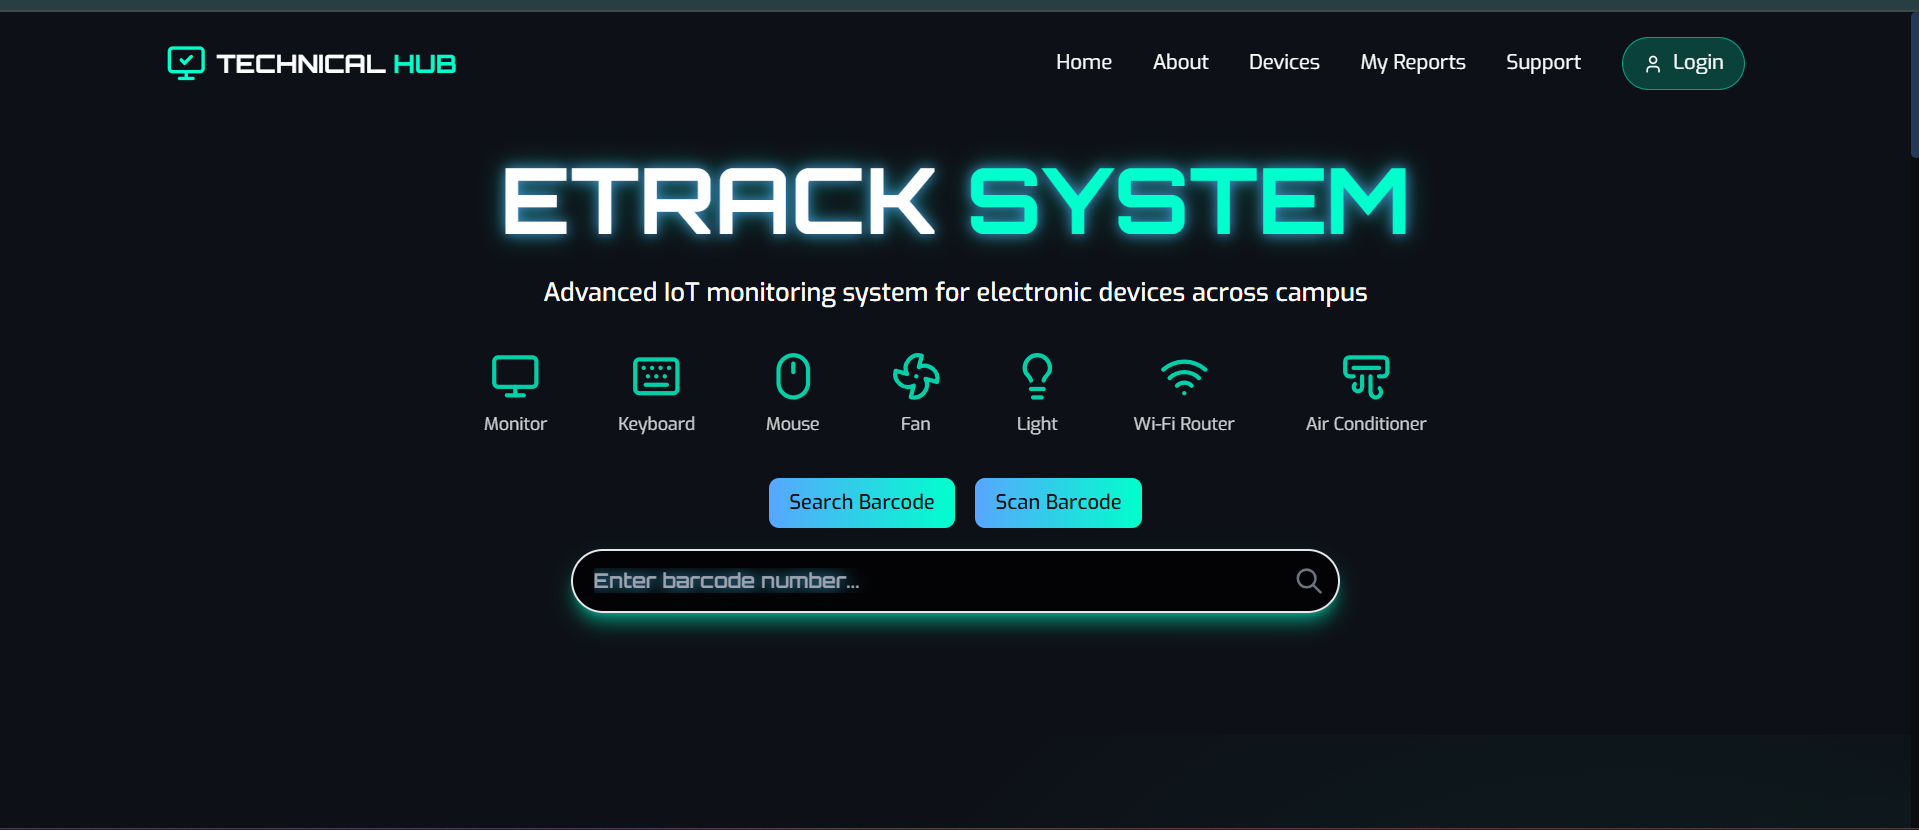 TECHNICAL HUB
Home About Devices My Reports Support Login
ETRACK SYSTEM
Advanced IoT monitoring system for electronic devices across campus
Monitor Keyboard Mouse Fan Light Wi-Fi Router Air Conditioner
Search Barcode Scan Barcode
Enter barcode number...